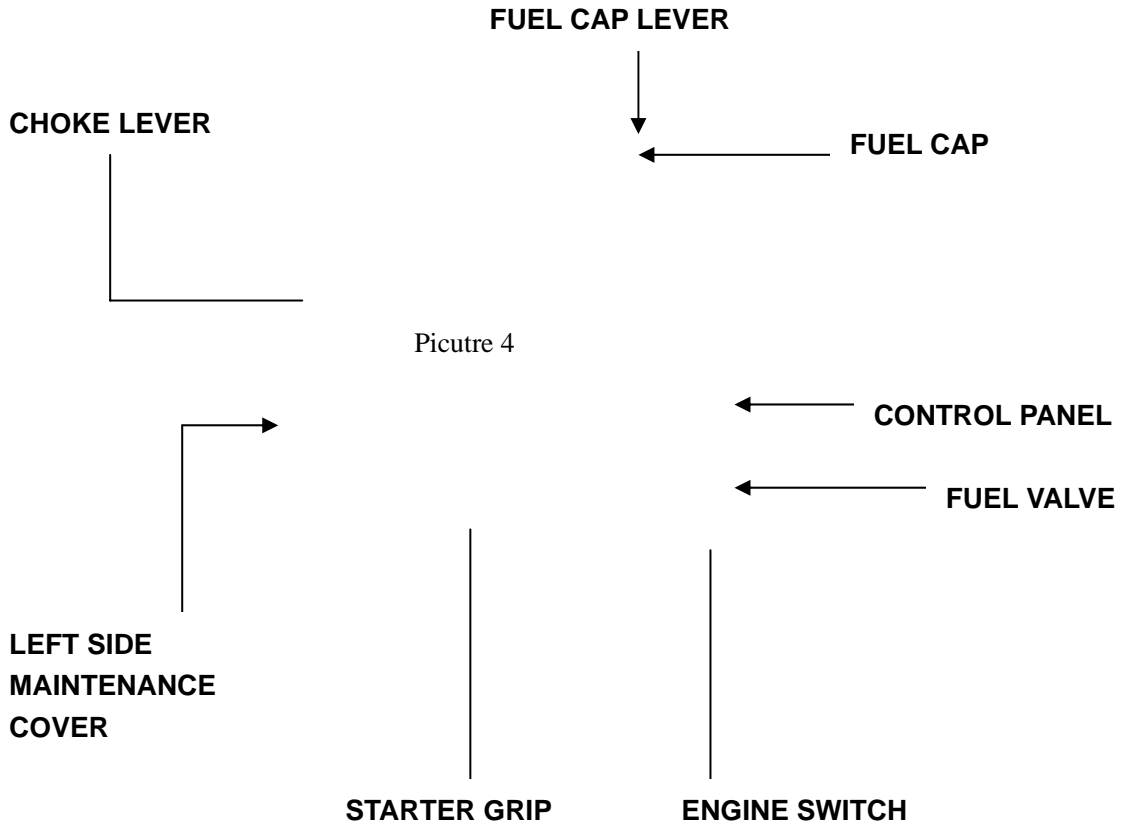 FUEL CAP LEVER
CHOKE LEVER
FUEL CAP
Picutre 4
CONTROL PANEL
FUEL VALVE
LEFT SIDE
MAINTENANCE
COVER
STARTER GRIP
ENGINE SWITCH